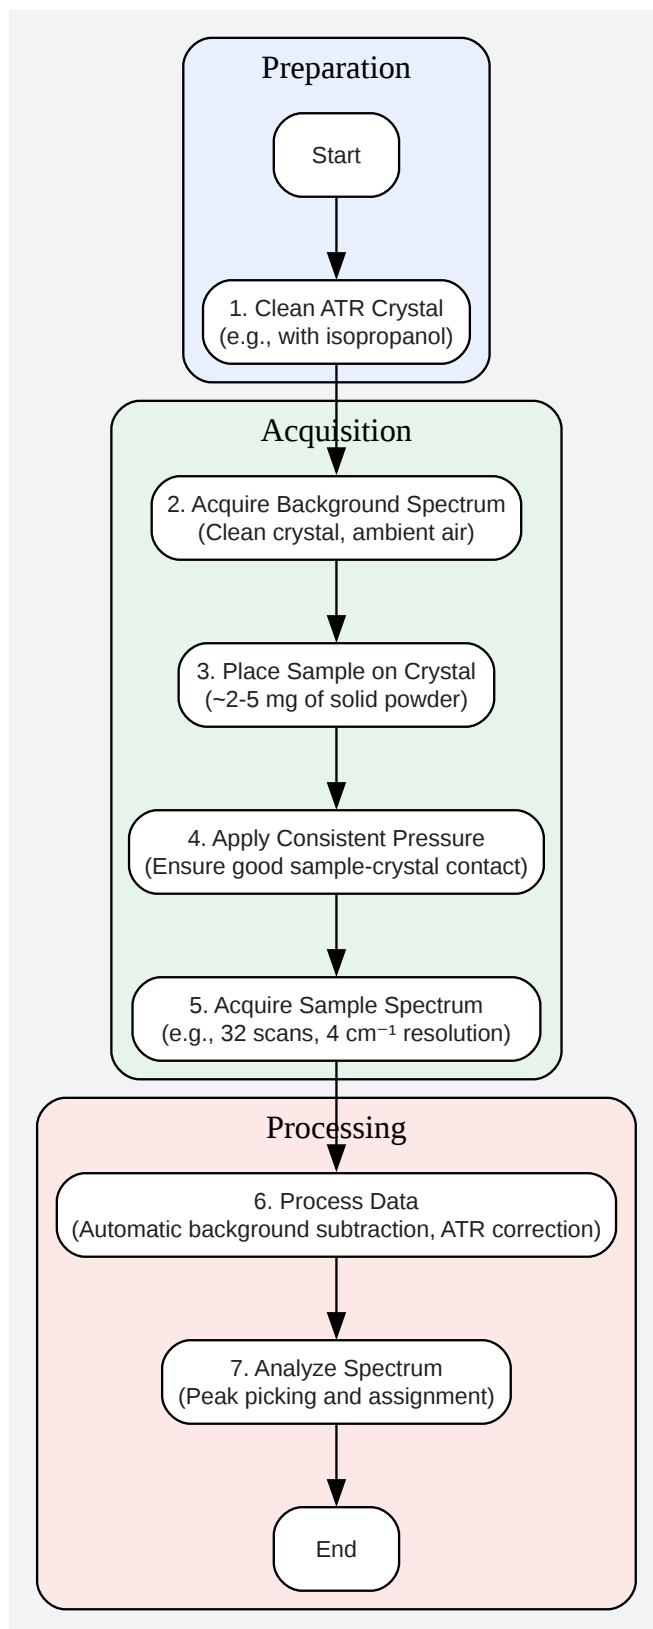 Preparation
Start
1. Clean ATR Crystal
(e.g., with isopropanol)
Acquisition
2. Acquire Background Spectrum
(Clean crystal, ambient air)
3. Place Sample on Crystal
(~2-5 mg of solid powder)
4. Apply Consistent Pressure
(Ensure good sample-crystal contact)
5. Acquire Sample Spectrum
(e.g., 32 scans, 4 cm⁻¹ resolution)
Processing
6. Process Data
(Automatic background subtraction, ATR correction)
7. Analyze Spectrum
(Peak picking and assignment)
End